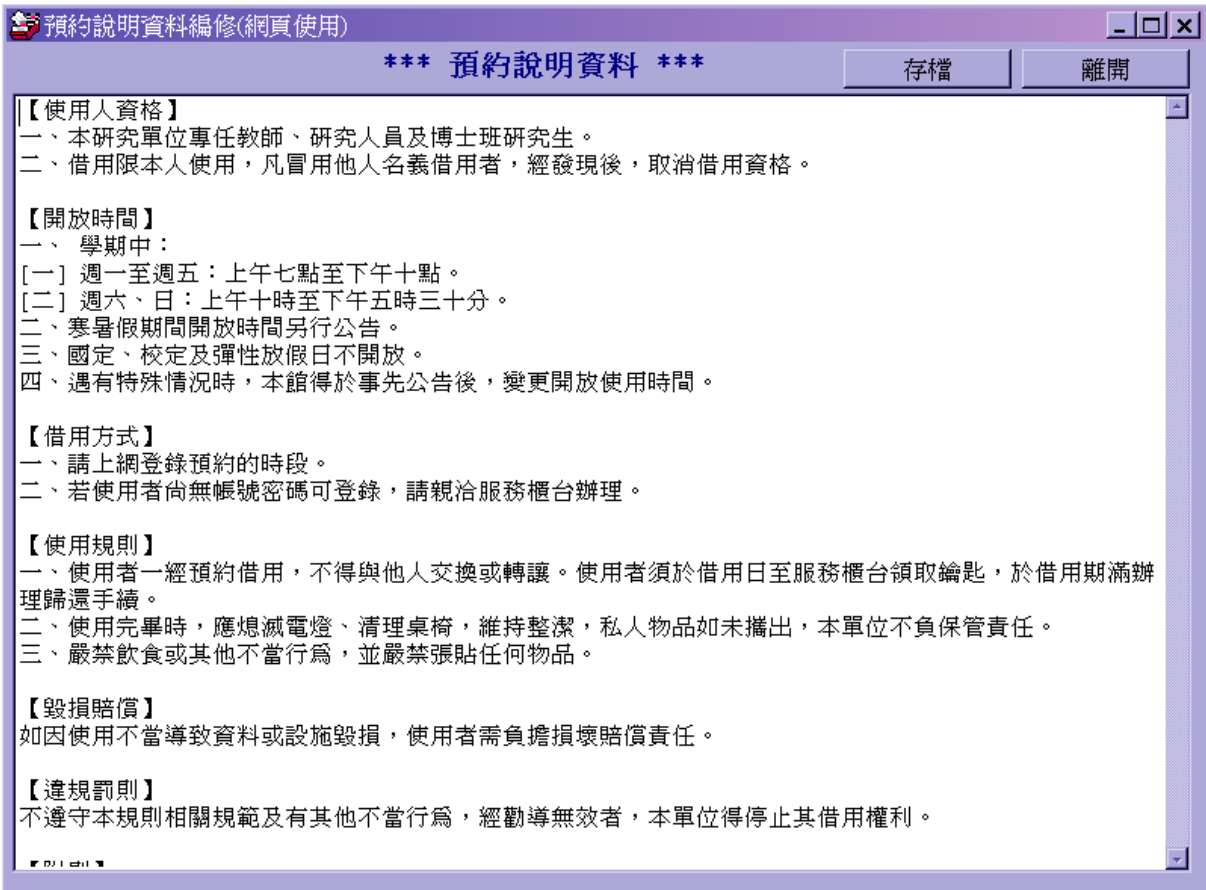 預約說明資料編修(網頁使用)
*** 預約說明資料 ***
存檔
離開
【使用人資格】
一、本研究單位專任教師、研究人員及博士班研究生。
二、借用限本人使用，凡冒用他人名義借用者，經發現後，取消借用資格。
【開放時間】
一、 學期中：
[一] 週一至週五：上午七點至下午十點。
[二] 週六、日：上午十時至下午五時三十分。
二、寒暑假期間開放時間另行公告。
三、國定、校定及彈性放假日不開放。
四、遇有特殊情況時，本館得於事先公告後，變更開放使用時間。
【借用方式】
一、請上網登錄預約的時段。
二、若使用者尚無帳號密碼可登錄，請親洽服務櫃台辦理。
【使用規則】
一、使用者一經預約借用，不得與他人交換或轉讓。使用者須於借用日至服務櫃台領取鑰匙，於借用期滿辦
理歸還手續。
二、使用完畢時，應熄滅電燈、清理桌椅，維持整潔，私人物品如未攜出，本單位不負保管責任。
三、嚴禁飲食或其他不當行為，並嚴禁張貼任何物品。
【毀損賠償】
如因使用不當導致資料或設施毀損，使用者需負擔損壞賠償責任。
【違規罰則】
不遵守本規則相關規範及有其他不當行為，經勸導無效者，本單位得停止其借用權利。